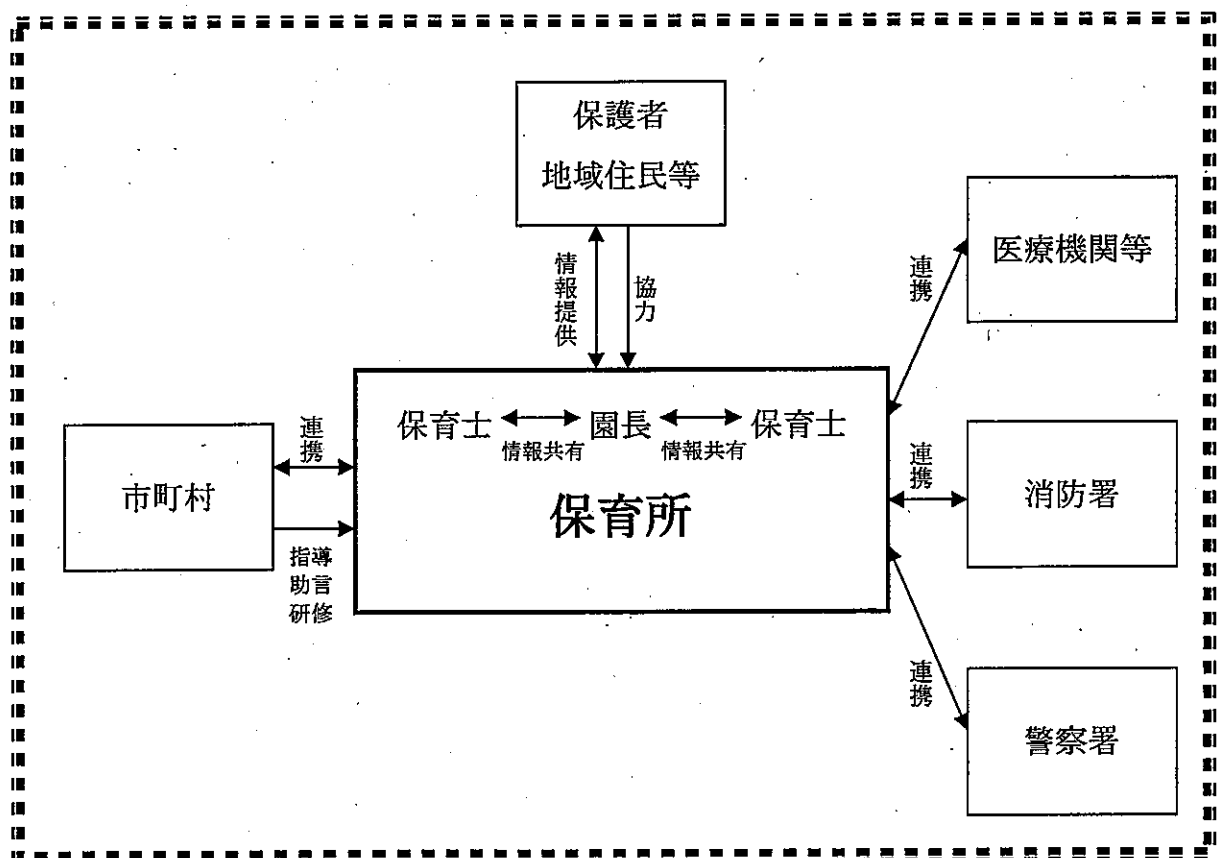 保護者
地域住民等
情報提供
協力
医療機関等
連携
保育士
園長
保育士
情報共有
情報共有
保育所
市町村
連携
指導
助言
研修
連携
消防署
連携
警察署